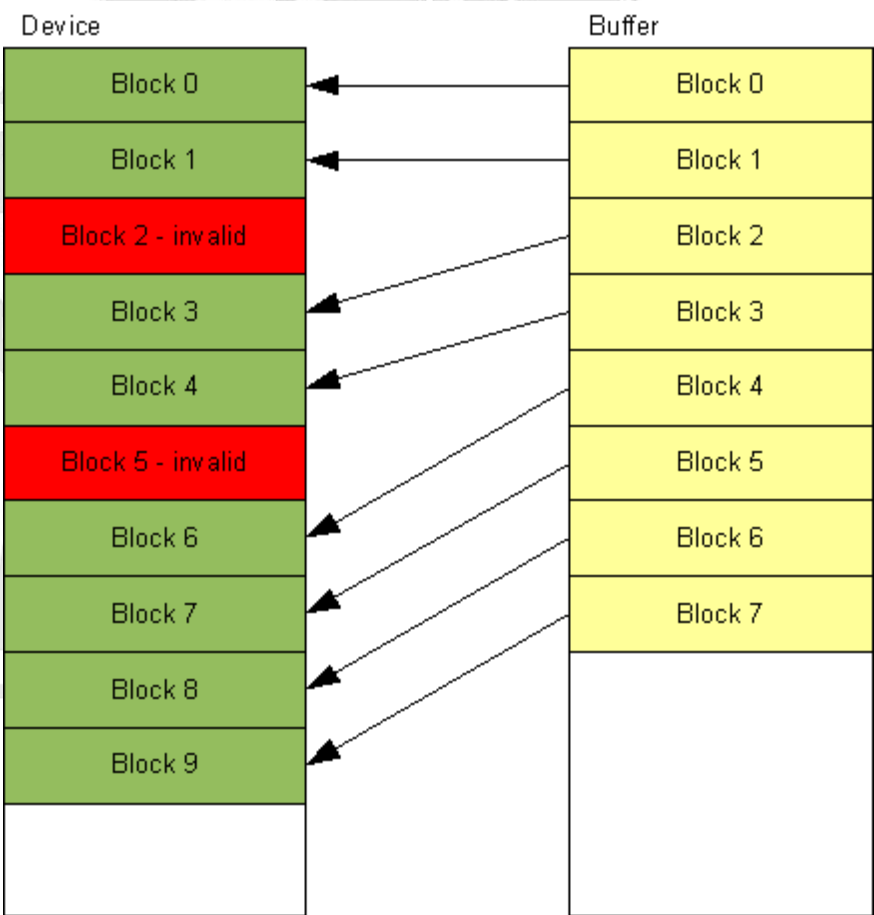 Device
Buffer
Block 0
Block 0
Block 1
Block 1
Block 2 - invalid
Block 2
Block 3
Block 3
Block 4
Block 4
Block 5 - invalid
Block 5
Block 6
Block 6
Block 7
Block 7
Block 8
Block 9